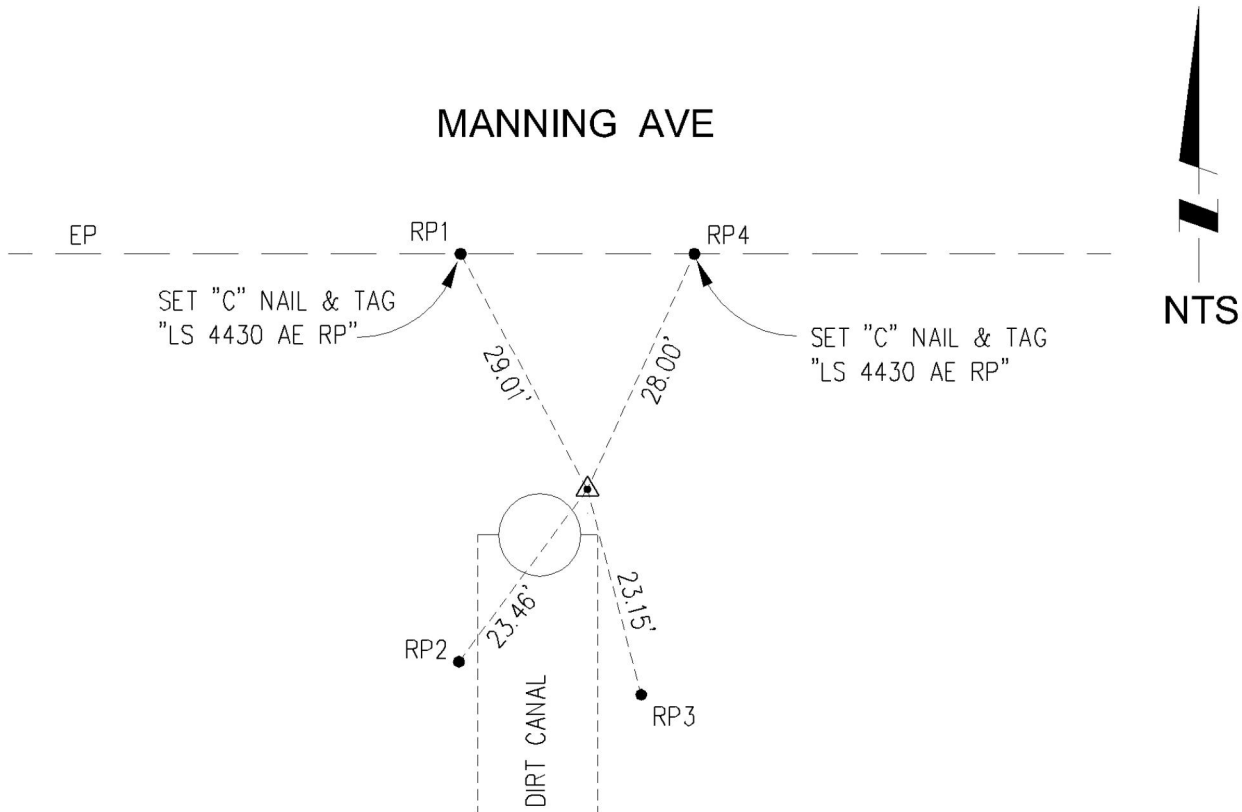 MANNING AVE
EP
RP1
RP4
SET "C" NAIL & TAG
"LS 4430 AE RP"
SET "C" NAIL & TAG
"LS 4430 AE RP"
NTS
29.01'
28.00'
23.46'
23.15'
RP2
RP3
DIRT CANAL